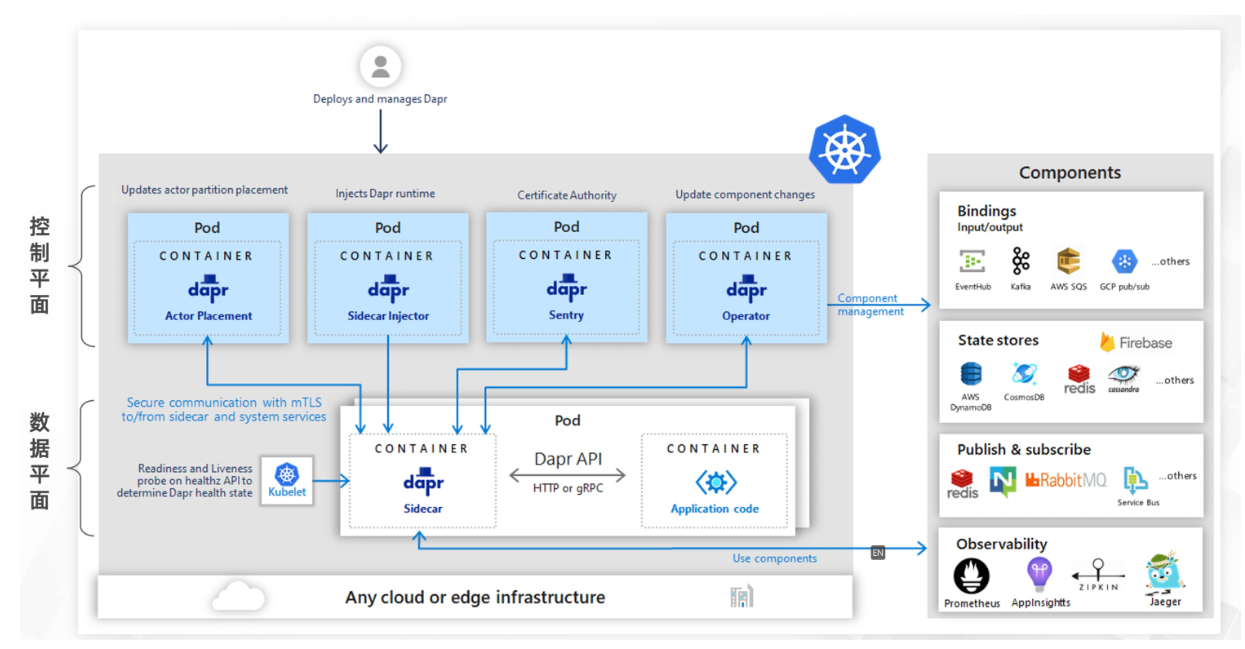 Deploys and manages Dapr
控制平面
Updates actor partition placement
Pod
CONTAINER
dapr
Actor Placement
Injects Dapr runtime
Pod
CONTAINER
dapr
Sidecar Injector
Certificate Authority
Pod
CONTAINER
dapr
Sentry
Update component changes
Pod
CONTAINER
dapr
Operator
Component
management
数据平面
Secure communication with mTLS
to/from sidecar and system services
Readiness and Liveness
probe on healthz API to
determine Dapr health state
Kubelet
Pod
CONTAINER
dapr
Sidecar
Dapr API
HTTP or gRPC
CONTAINER
Application code
Use components
EN
Any cloud or edge infrastructure
Components
Bindings
Input/output
EventHub
Kafka
AWS SQS
GCP pub/sub
...others
State stores
Firebase
AWS
DynamoDB
CosmosDB
redis
cassandra
...others
Publish & subscribe
redis
RabbitMQ
Service Bus
...others
Observability
Prometheus
AppInsightts
ZIPKIN
Jaeger